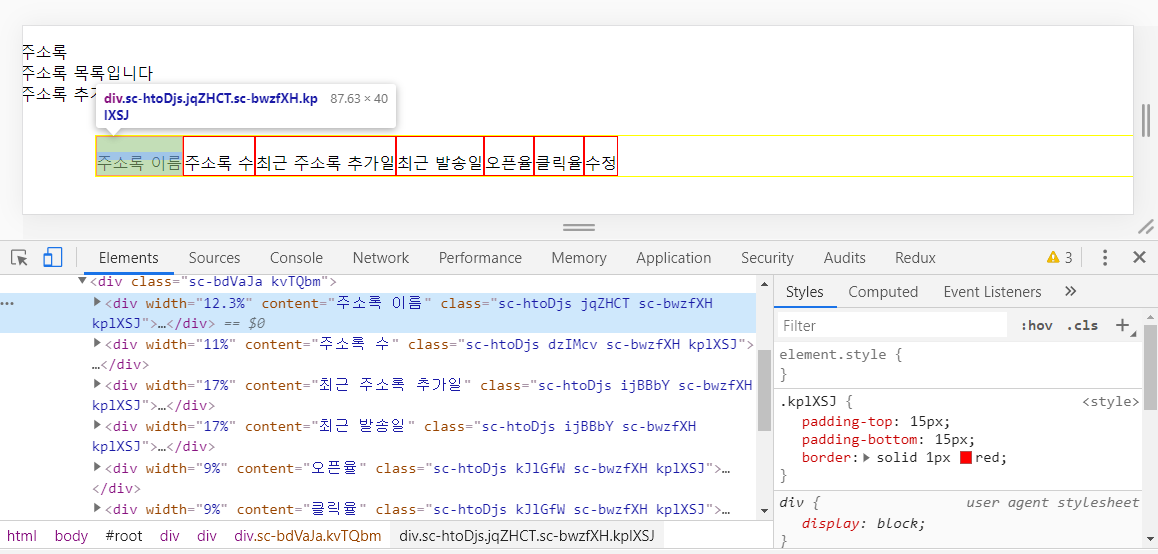 주소록
주소록 목록입니다
주소록 추가
div.sc-htoDjs.jqZHCT.sc-bwzfXH.kp
lXSJ
87.63 × 40
주소록 이름 주소록 수 최근 주소록 추가일 최근 발송일 오픈율 클릭율 수정
Elements Sources Console Network Performance Memory Application Security Audits Redux 3
<div class="sc-bdVaJa kvTQbm">
<div width="12.3%" content="주소록 이름" class="sc-htoDjs jqZHCT sc-bwzfXH
kplXSJ">…</div> == $0
<div width="11%" content="주소록 수" class="sc-htoDjs dzIMcv sc-bwzfXH kplXSJ">
…</div>
<div width="17%" content="최근 주소록 추가일" class="sc-htoDjs ijBBbY sc-bwzfXH
kplXSJ">…</div>
<div width="17%" content="최근 발송일" class="sc-htoDjs ijBBbY sc-bwzfXH
kplXSJ">…</div>
<div width="9%" content="오픈율" class="sc-htoDjs kJlGfW sc-bwzfXH kplXSJ">…
</div>
<div width="9%" content="클릭율" class="sc-htoDjs kJlGfW sc-bwzfXH kplXSJ">…
html body #root div div div.sc-bdVaJa.kvTQbm div.sc-htoDjs.jqZHCT.sc-bwzfXH.kplXSJ
Styles Computed Event Listeners »
Filter :hov .cls +
element.style {
}
.kplXSJ { <style>
padding-top: 15px;
padding-bottom: 15px;
border: solid 1px red;
}
div { user agent stylesheet
display: block;
}